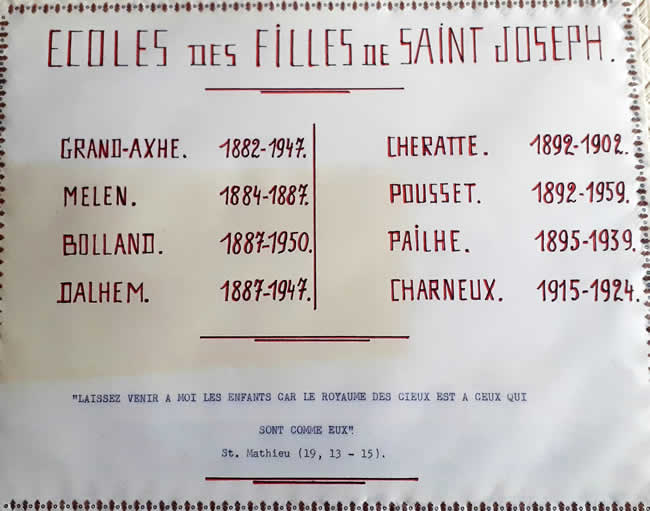 ECOLES DES FILLES DE SAINT JOSEPH.
GRAND-AXHE. 1882-1947.
MELEN. 1884-1887.
BOLLAND. 1887-1950.
DALHEM. 1887-1947.
CHERATTE. 1892-1902.
POUSSET. 1892-1959.
PAILHE. 1895-1939.
CHARNEUX. 1915-1924.
"LAISSEZ VENIR A MOI LES ENFANTS CAR LE ROYAUME DES CIEUX EST A CEUX QUI
SONT COMME EUX".
St. Mathieu (19, 13 - 15).